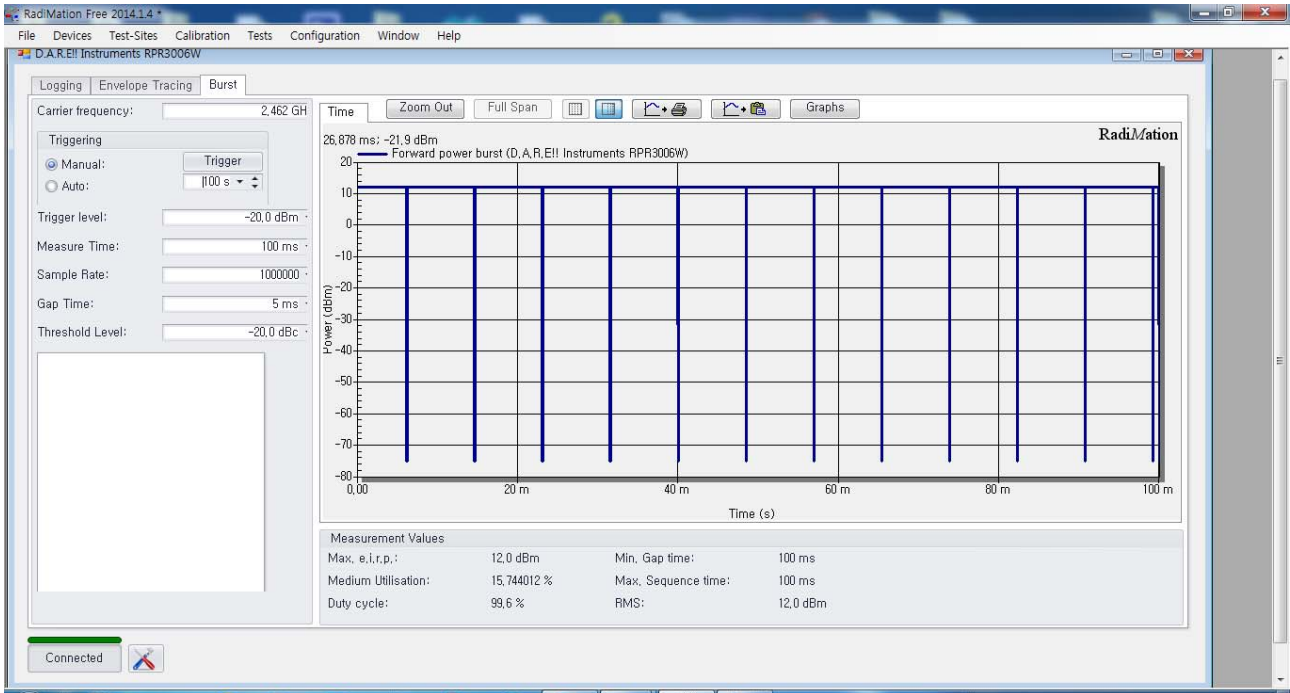 RadiMation Free 2014.1.4 *
File Devices Test-Sites Calibration Tests Configuration Window Help
D.A.R.E!! Instruments RPR3006W
Logging Envelope Tracing Burst
Carrier frequency: 2,462 GH
Triggering
Manual: Trigger
Auto: 100 s
Trigger level: -20,0 dBm
Measure Time: 100 ms
Sample Rate: 1000000
Gap Time: 5 ms
Threshold Level: -20,0 dBc
Time Zoom Out Full Span Graphs
26,878 ms; -21,9 dBm
RadiMation
Forward power burst (D,A,R,E!! Instruments RPR3006W)
Power (dBm)
20
10
0
-10
-20
-30
-40
-50
-60
-70
-80
0,00 20 m 40 m 60 m 80 m 100 m
Time (s)
Measurement Values
Max, e,i,r,p,: 12,0 dBm Min, Gap time: 100 ms
Medium Utilisation: 15,744012 % Max, Sequence time: 100 ms
Duty cycle: 99,6 % RMS: 12,0 dBm
Connected